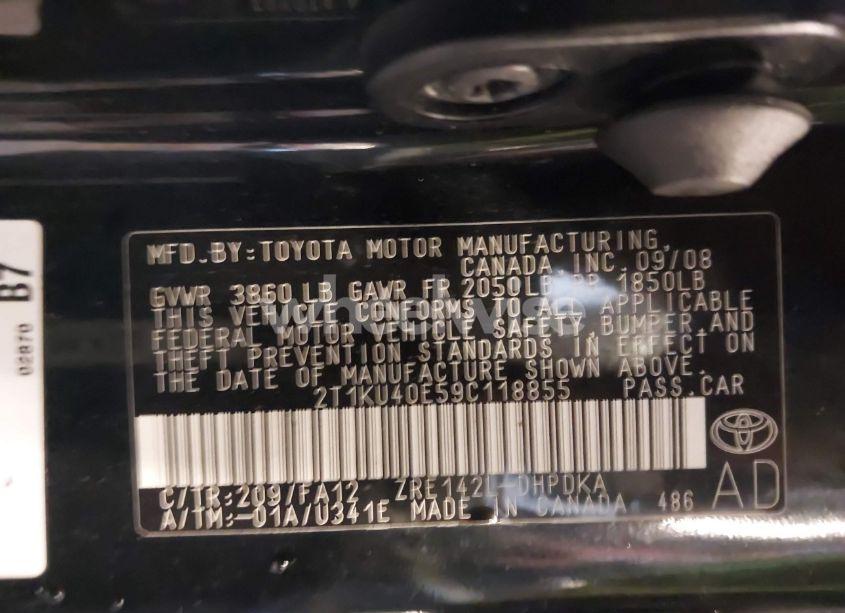 MFD. BY: TOYOTA MOTOR MANUFACTURING,
CANADA INC. 09/08
GVWR 3860 LB GAWR FR 2050LB RR 1850LB
THIS VEHICLE CONFORMS TO ALL APPLICABLE
FEDERAL MOTOR VEHICLE SAFETY, BUMPER, AND
THEFT PREVENTION STANDARDS IN EFFECT ON
THE DATE OF MANUFACTURE SHOWN ABOVE.
2T1KU40E59C118855 PASS.CAR
C/TR:209/FA12 ZRE142L-DHPDKA
A/TM:-01A/U341E MADE IN CANADA 486
AD
B7
02870